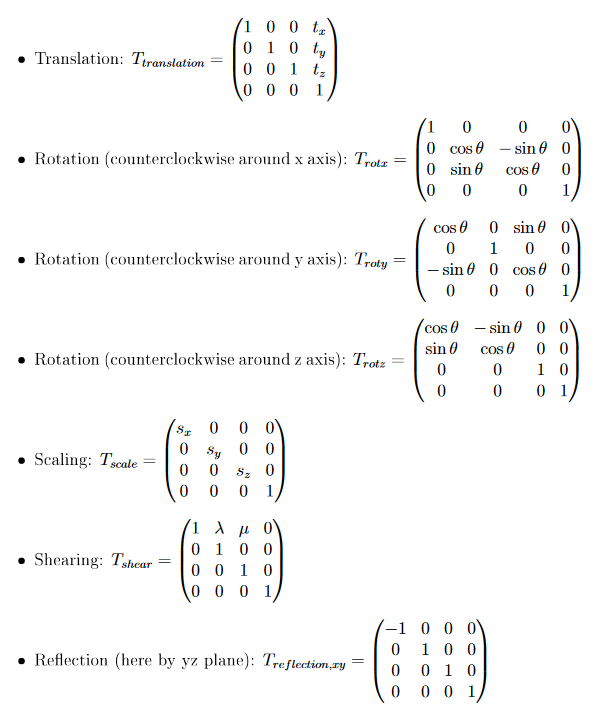 • Translation: $T_{translation} = \begin{pmatrix} 1 & 0 & 0 & t_x \\ 0 & 1 & 0 & t_y \\ 0 & 0 & 1 & t_z \\ 0 & 0 & 0 & 1 \end{pmatrix}$
• Rotation (counterclockwise around x axis): $T_{rotx} = \begin{pmatrix} 1 & 0 & 0 & 0 \\ 0 & \cos\theta & -\sin\theta & 0 \\ 0 & \sin\theta & \cos\theta & 0 \\ 0 & 0 & 0 & 1 \end{pmatrix}$
• Rotation (counterclockwise around y axis): $T_{roty} = \begin{pmatrix} \cos\theta & 0 & \sin\theta & 0 \\ 0 & 1 & 0 & 0 \\ -\sin\theta & 0 & \cos\theta & 0 \\ 0 & 0 & 0 & 1 \end{pmatrix}$
• Rotation (counterclockwise around z axis): $T_{rotz} = \begin{pmatrix} \cos\theta & -\sin\theta & 0 & 0 \\ \sin\theta & \cos\theta & 0 & 0 \\ 0 & 0 & 1 & 0 \\ 0 & 0 & 0 & 1 \end{pmatrix}$
• Scaling: $T_{scale} = \begin{pmatrix} s_x & 0 & 0 & 0 \\ 0 & s_y & 0 & 0 \\ 0 & 0 & s_z & 0 \\ 0 & 0 & 0 & 1 \end{pmatrix}$
• Shearing: $T_{shear} = \begin{pmatrix} 1 & \lambda & \mu & 0 \\ 0 & 1 & 0 & 0 \\ 0 & 0 & 1 & 0 \\ 0 & 0 & 0 & 1 \end{pmatrix}$
• Reflection (here by yz plane): $T_{reflection,xy} = \begin{pmatrix} -1 & 0 & 0 & 0 \\ 0 & 1 & 0 & 0 \\ 0 & 0 & 1 & 0 \\ 0 & 0 & 0 & 1 \end{pmatrix}$